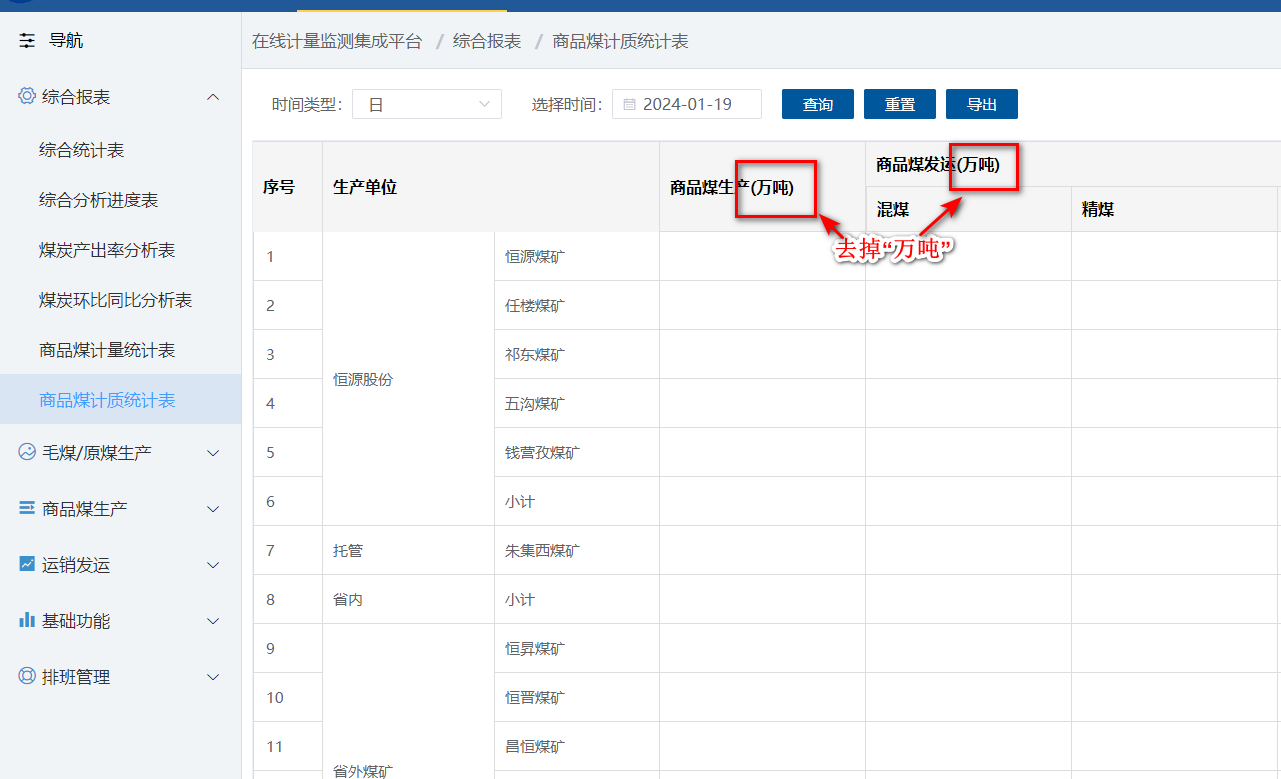 导航
在线计量监测集成平台 / 综合报表 / 商品煤计质统计表
综合报表
综合统计表
综合分析进度表
煤炭产出率分析表
煤炭环比同比分析表
商品煤计量统计表
商品煤计质统计表
毛煤/原煤生产
商品煤生产
运销发运
基础功能
排班管理
时间类型: 日 选择时间: 2024-01-19 查询 重置 导出
序号 生产单位 商品煤生产(万吨) 商品煤发运(万吨)
混煤 精煤
去掉“万吨”
1 恒源股份 恒源煤矿
2 任楼煤矿
3 祁东煤矿
4 五沟煤矿
5 钱营孜煤矿
6 小计
7 托管 朱集西煤矿
8 省内 小计
9 省外煤矿 恒昇煤矿
10 恒晋煤矿
11 昌恒煤矿